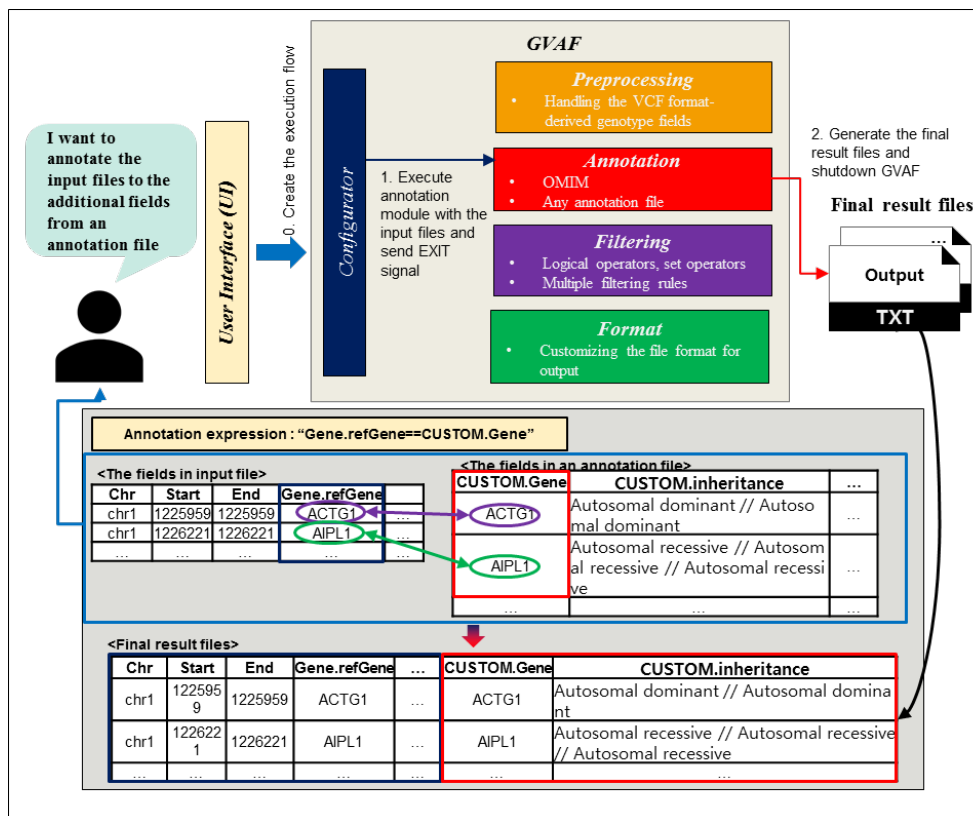 GVAF
I want to
annotate the
input files to the
additional fields
from an
annotation file
User Interface (UI)
0. Create the execution flow
Configurator
1. Execute
annotation
module with the
input files and
send EXIT
signal
Preprocessing
• Handling the VCF format-
derived genotype fields
Annotation
• OMIM
• Any annotation file
Filtering
• Logical operators, set operators
• Multiple filtering rules
Format
• Customizing the file format for
output
2. Generate the final
result files and
shutdown GVAF
Final result files
...
Output
TXT
Annotation expression : “Gene.refGene==CUSTOM.Gene”
<The fields in input file>
Chr Start End Gene.refGene
chr1 1225959 1225959 ACTG1 ...
chr1 1226221 1226221 AIPL1 ...
... ... ... ...
<The fields in an annotation file>
CUSTOM.Gene CUSTOM.inheritance ...
ACTG1 Autosomal dominant // Autoso
mal dominant ...
AIPL1 Autosomal recessive // Autosom
al recessive // Autosomal recessi
ve ...
... ... ...
<Final result files>
Chr Start End Gene.refGene ... CUSTOM.Gene CUSTOM.inheritance
chr1 122595
9 1225959 ACTG1 ... ACTG1 Autosomal dominant // Autosomal domina
nt
chr1 122622
1 1226221 AIPL1 ... AIPL1 Autosomal recessive // Autosomal recessive
// Autosomal recessive
... ... ... ... ... ...